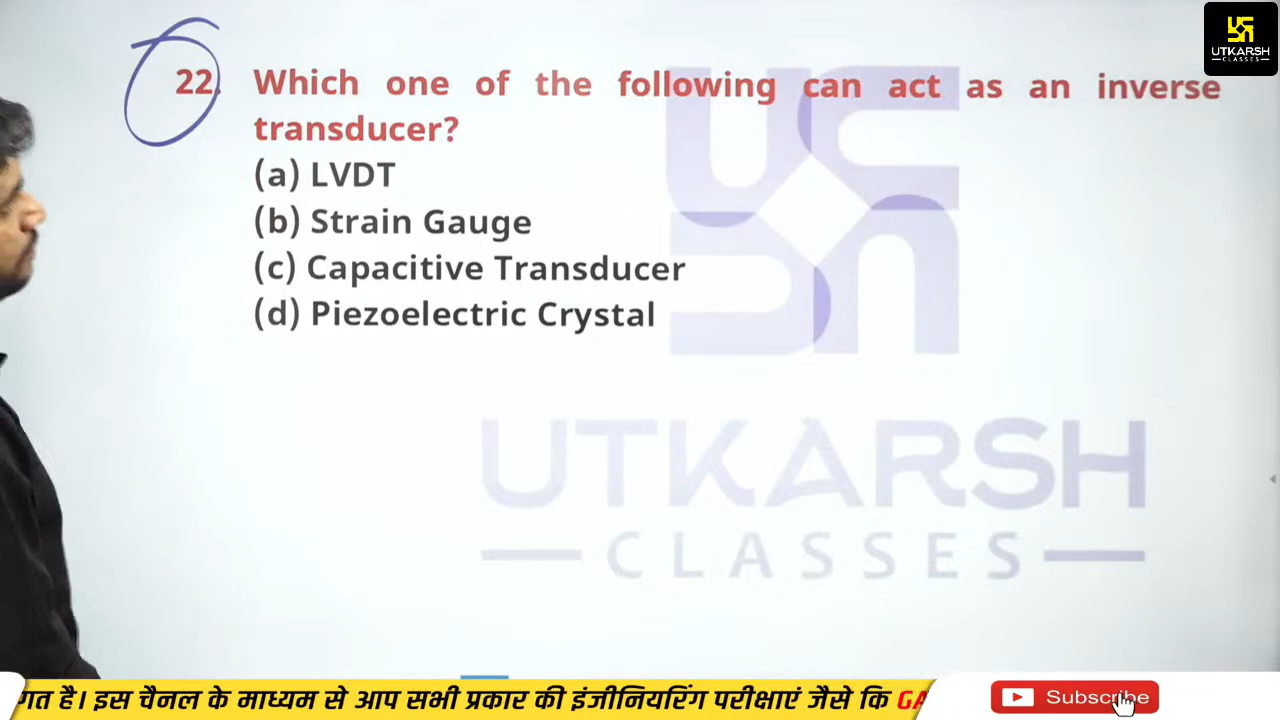 UTKARSH
CLASSES
22. Which one of the following can act as an inverse
transducer?
(a) LVDT
(b) Strain Gauge
(c) Capacitive Transducer
(d) Piezoelectric Crystal
UTKARSH
CLASSES
गत है। इस चैनल के माध्यम से आप सभी प्रकार की इंजीनियरिंग परीक्षाएं जैसे कि GA
Subscribe